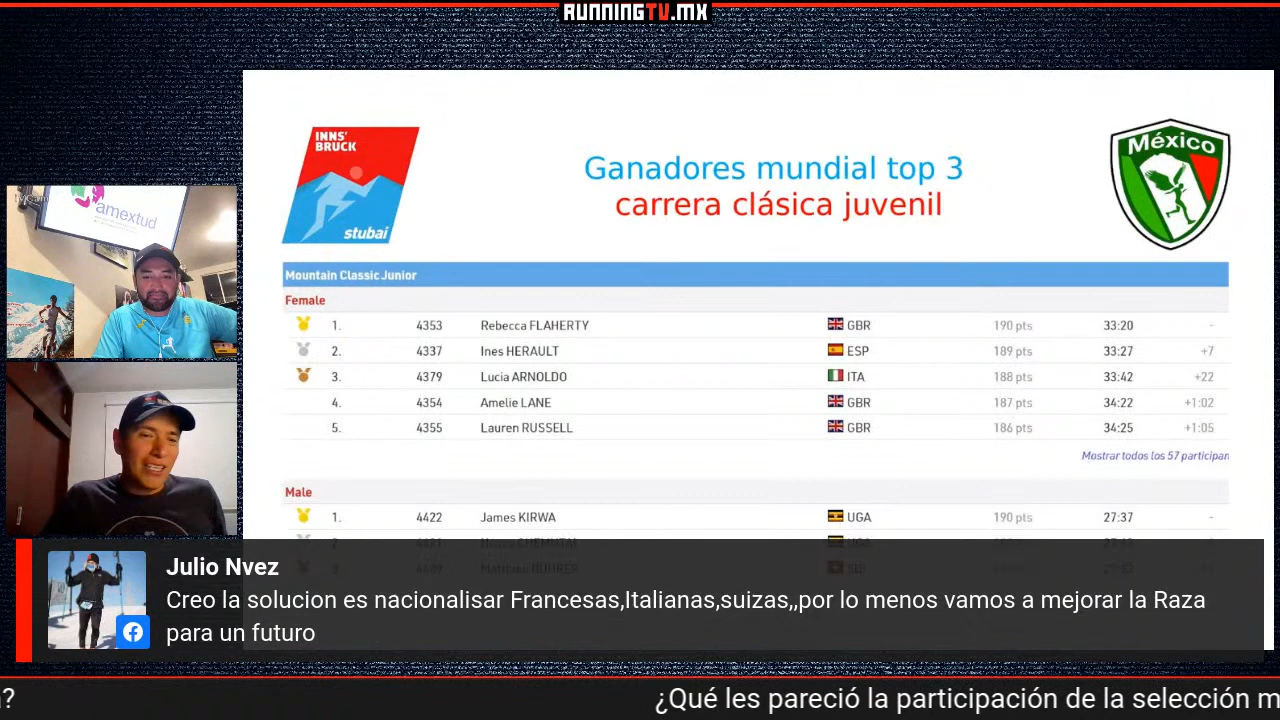 RUNNINGTV.MX
INNS'
BRUCK
stubai
Ganadores mundial top 3
carrera clásica juvenil
México
amextud
Mountain Classic Junior
Female
1. 4353 Rebecca FLAHERTY GBR 190 pts 33:20 -
2. 4337 Ines HERAULT ESP 189 pts 33:27 +7
3. 4379 Lucia ARNOLDO ITA 188 pts 33:42 +22
4. 4354 Amelie LANE GBR 187 pts 34:22 +1:02
5. 4355 Lauren RUSSELL GBR 186 pts 34:25 +1:05
Mostrar todos los 57 participan
Male
1. 4422 James KIRWA UGA 190 pts 27:37 -
Julio Nvez
Creo la solucion es nacionalisar Francesas,Italianas,suizas,,por lo menos vamos a mejorar la Raza
para un futuro
¿Qué les pareció la participación de la selección m